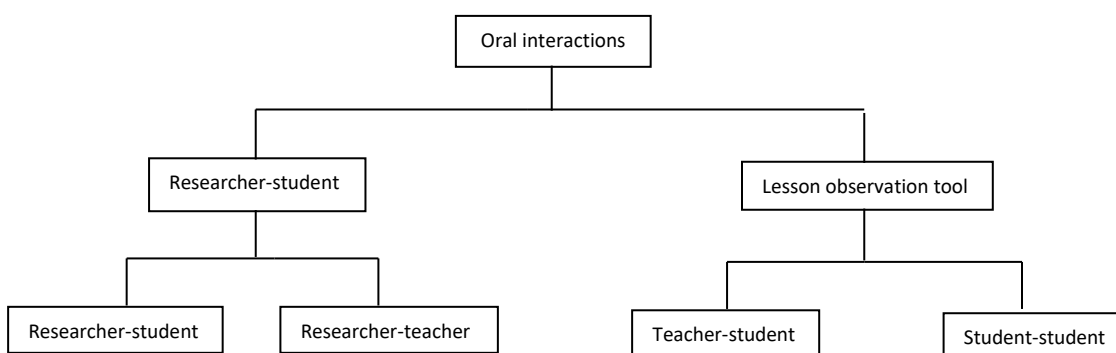 Oral interactions
Researcher-student
Lesson observation tool
Researcher-student
Researcher-teacher
Teacher-student
Student-student